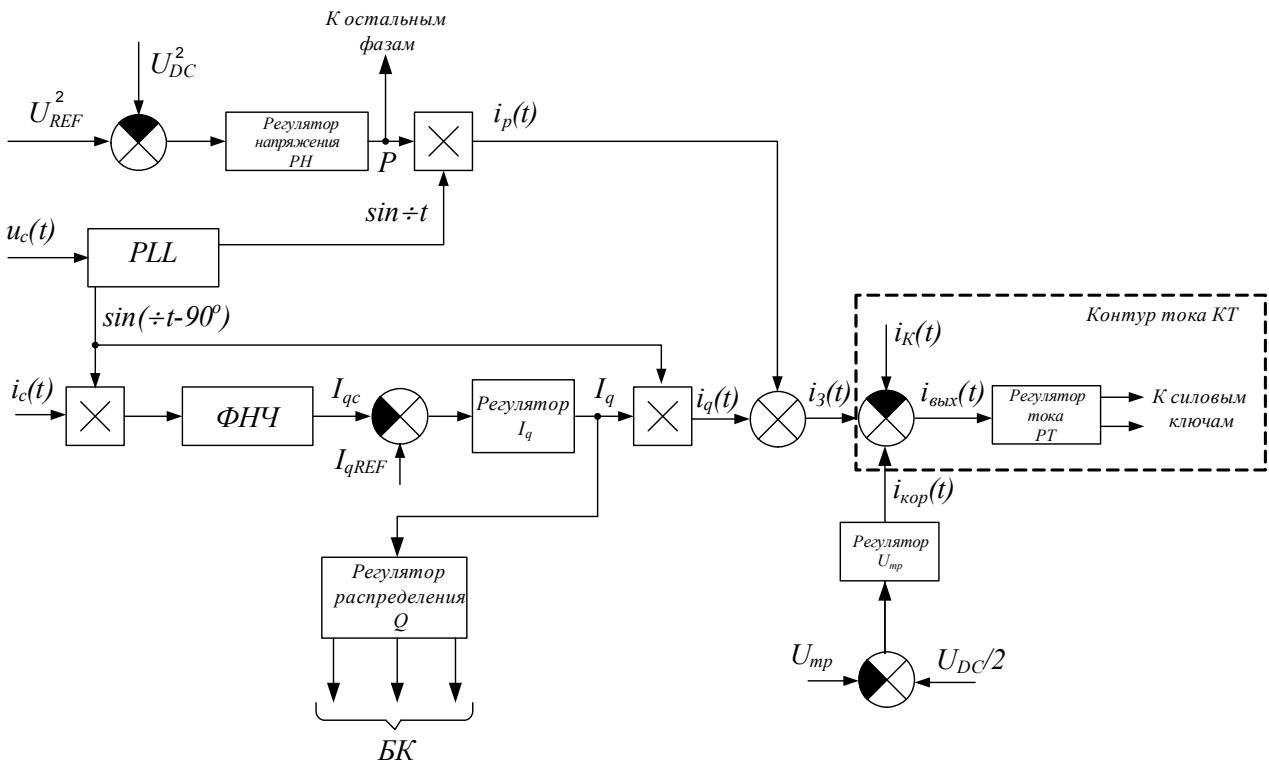 К остальным
фазам
U²DC
U²REF
Регулятор
напряжения
РН
P
ip(t)
sin÷t
uc(t)
PLL
sin(÷t-90º)
Контур тока КТ
iK(t)
ic(t)
ФНЧ
Iqc
IqREF
Регулятор
Iq
Iq
iq(t)
iЗ(t)
iвых(t)
Регулятор
тока
РТ
К силовым
ключам
iкор(t)
Регулятор
Uтр
Регулятор
распределения
Q
Uтр
UDC/2
БК